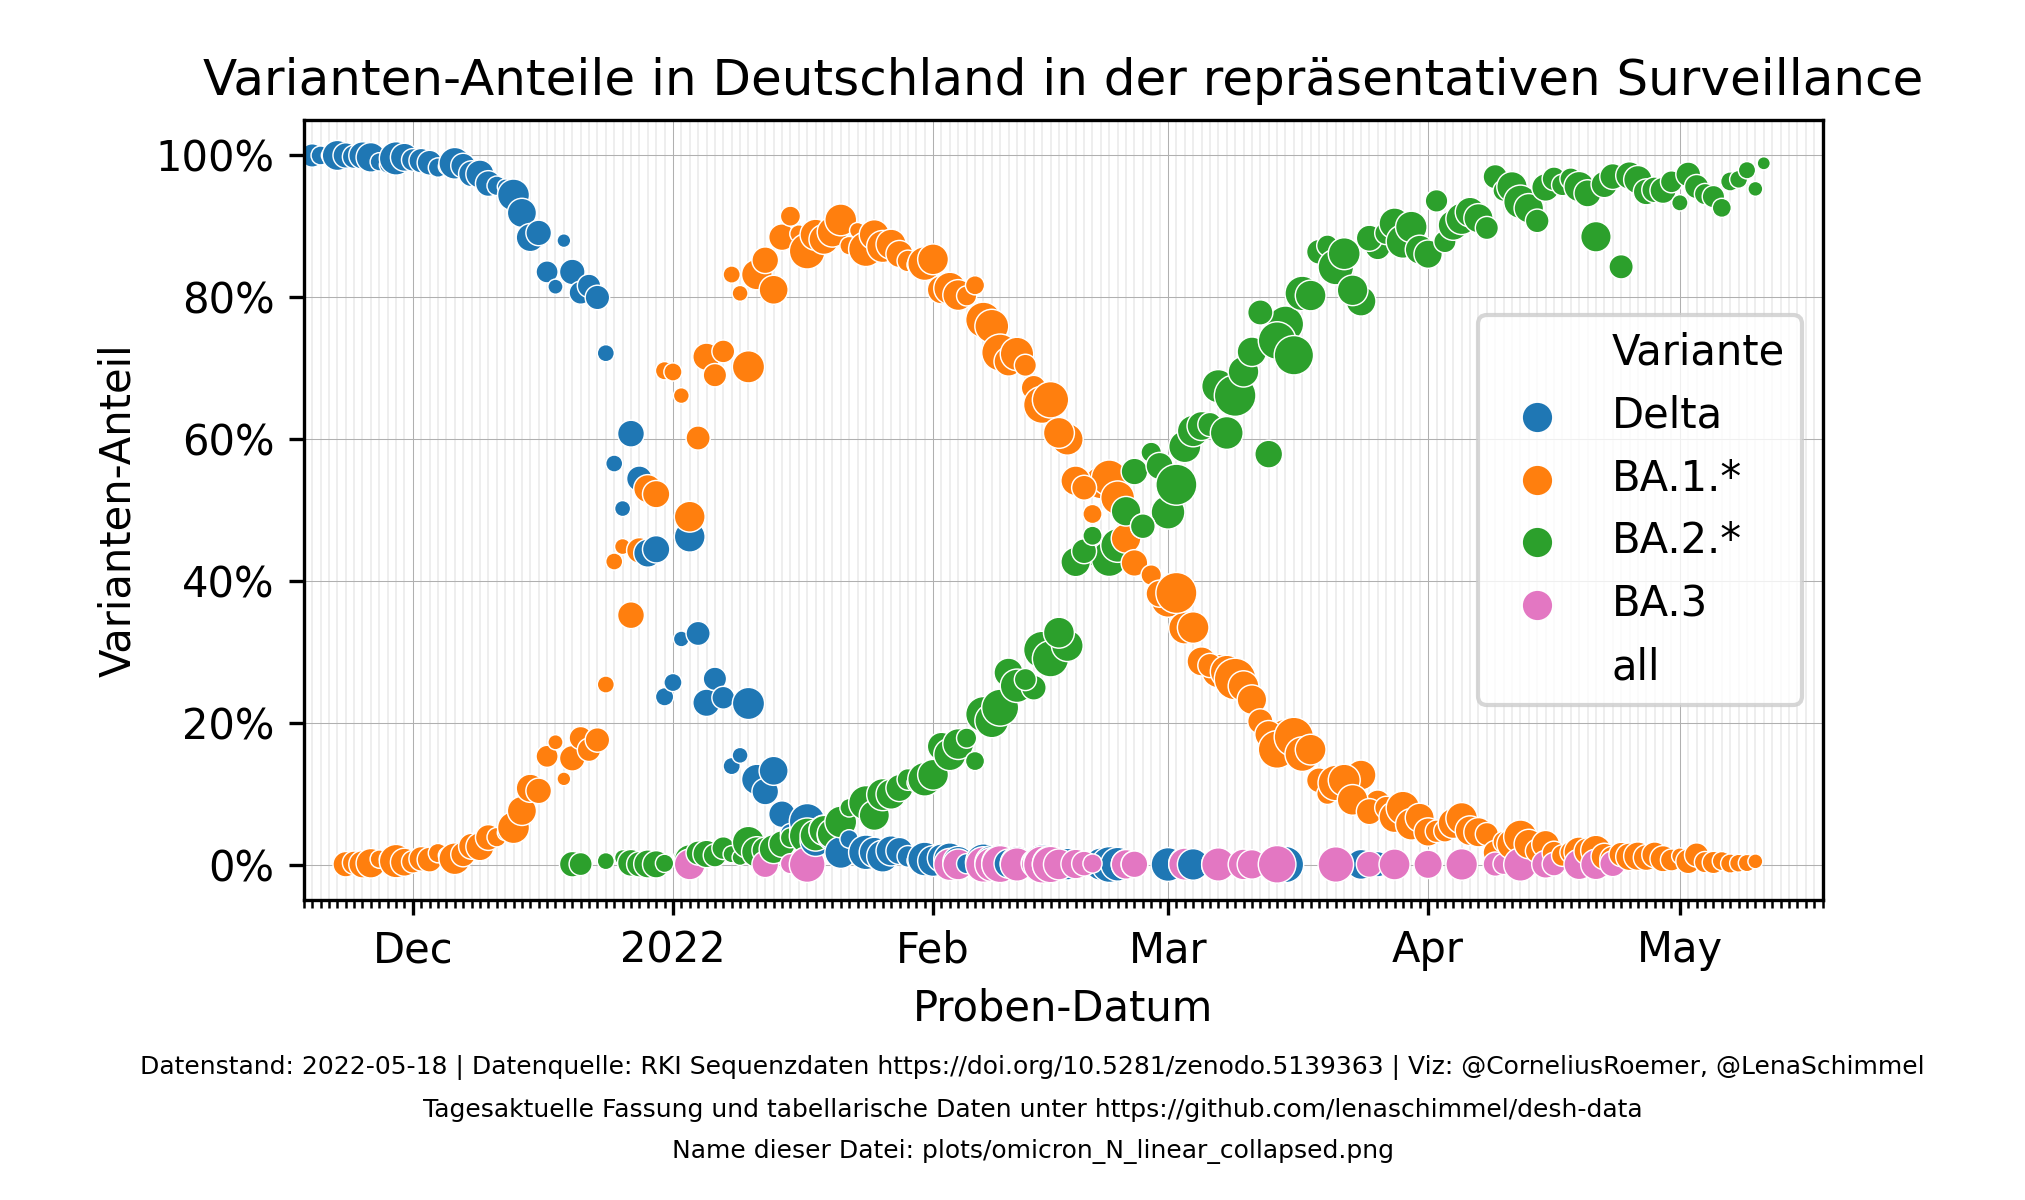 Varianten-Anteile in Deutschland in der repräsentativen Surveillance
100%
80%
60%
40%
20%
0%
Varianten-Anteil
Variante
Delta
BA.1.*
BA.2.*
BA.3
all
Dec 2022 Feb Mar Apr May
Proben-Datum
Datenstand: 2022-05-18 | Datenquelle: RKI Sequenzdaten https://doi.org/10.5281/zenodo.5139363 | Viz: @CorneliusRoemer, @LenaSchimmel
Tagesaktuelle Fassung und tabellarische Daten unter https://github.com/lenaschimmel/desh-data
Name dieser Datei: plots/omicron_N_linear_collapsed.png